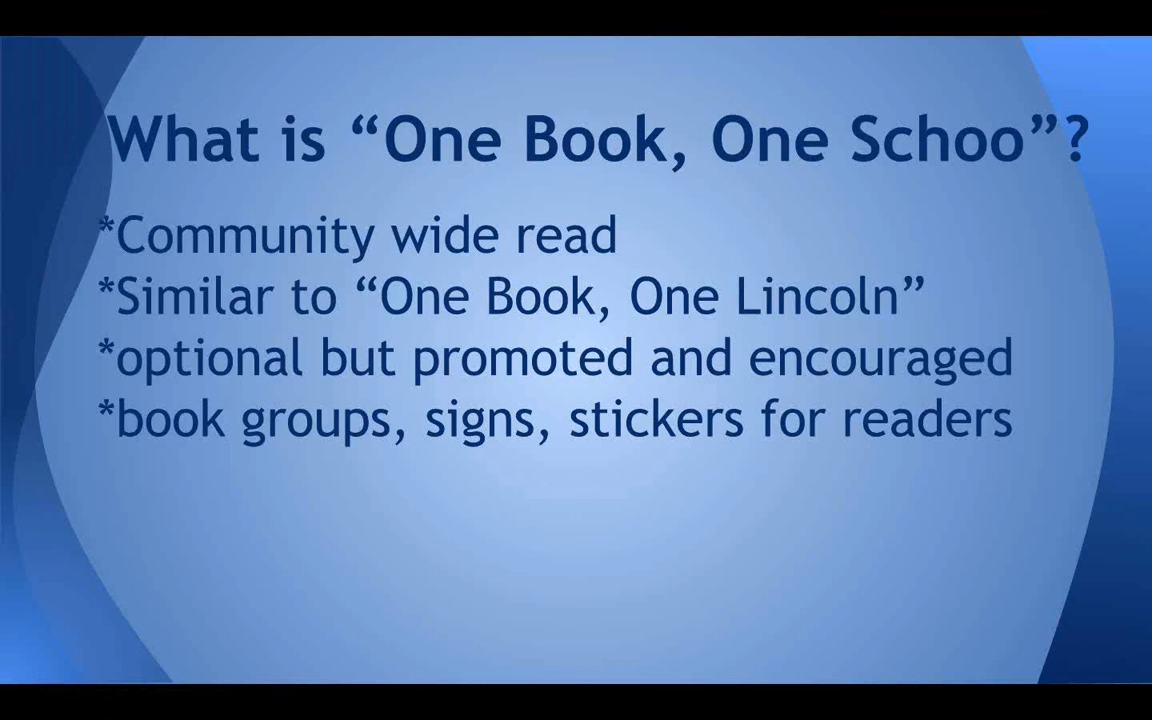 What is “One Book, One Schoo”?
*Community wide read
*Similar to “One Book, One Lincoln”
*optional but promoted and encouraged
*book groups, signs, stickers for readers